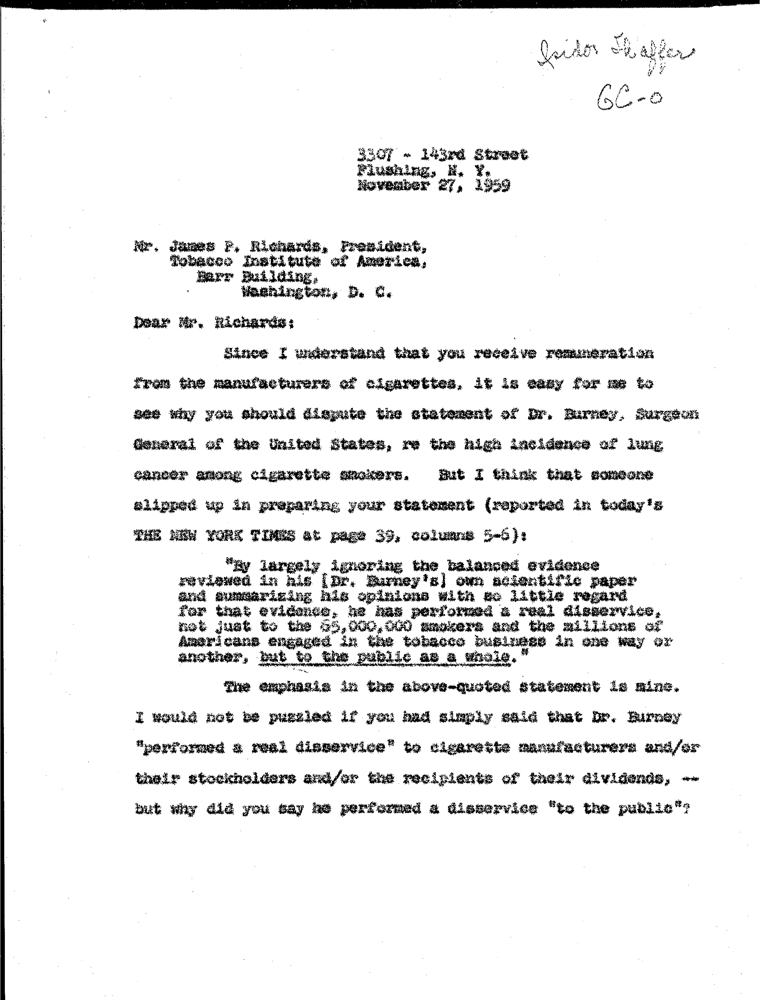 Isidor Shaffer
GC-O
3307 - 143rd Street
Flushing, N. Y.
November 27, 1959
Mr. James P. Richards, President,
Tobacco Institute of America,
Barr Building,
Washington, D. C.
Dear Mr. Richards:
Since I understand that you receive remuneration
from the manufacturers of cigarettes, it is easy for me to
see why you should dispute the statement of Dr. Burney, Surgeon
General of the United States, re the high incidence of lung
cancer among cigarette smokers. But I think that someone
slipped up in preparing your statement (reported in today's
THE NEW YORK TIMES at page 39, columns 5-6):
"By largely ignoring the balanced evidence
reviewed in his [Dr. Burney's] own scientific paper
and summarizing his opinions with so little regard
for that evidence, he has performed a real disservice,
not just to the 65,000,000 smokers and the millions of
Americans engaged in the tobacco business in one way or
another, but to the public as a whole."
The emphasis in the above-quoted statement is mine.
I would not be puzzled if you had simply said that Dr. Burney
"performed a real disservice" to cigarette manufacturers and/or
their stockholders and/or the recipients of their dividends, --
but why did you say he performed a disservice "to the public"?